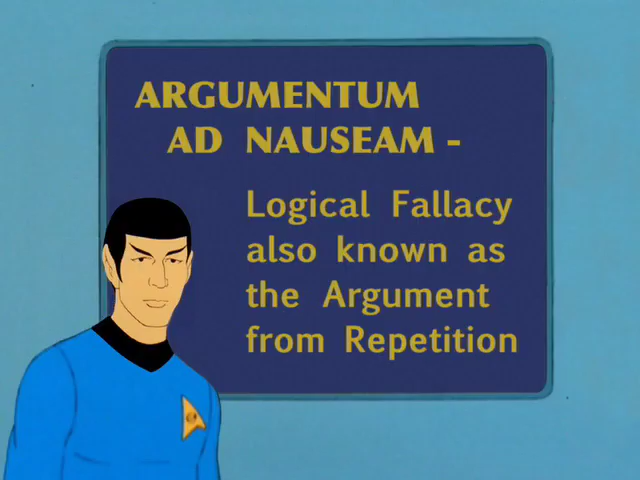 ARGUMENTUM
AD NAUSEAM -
Logical Fallacy
also known as
the Argument
from Repetition